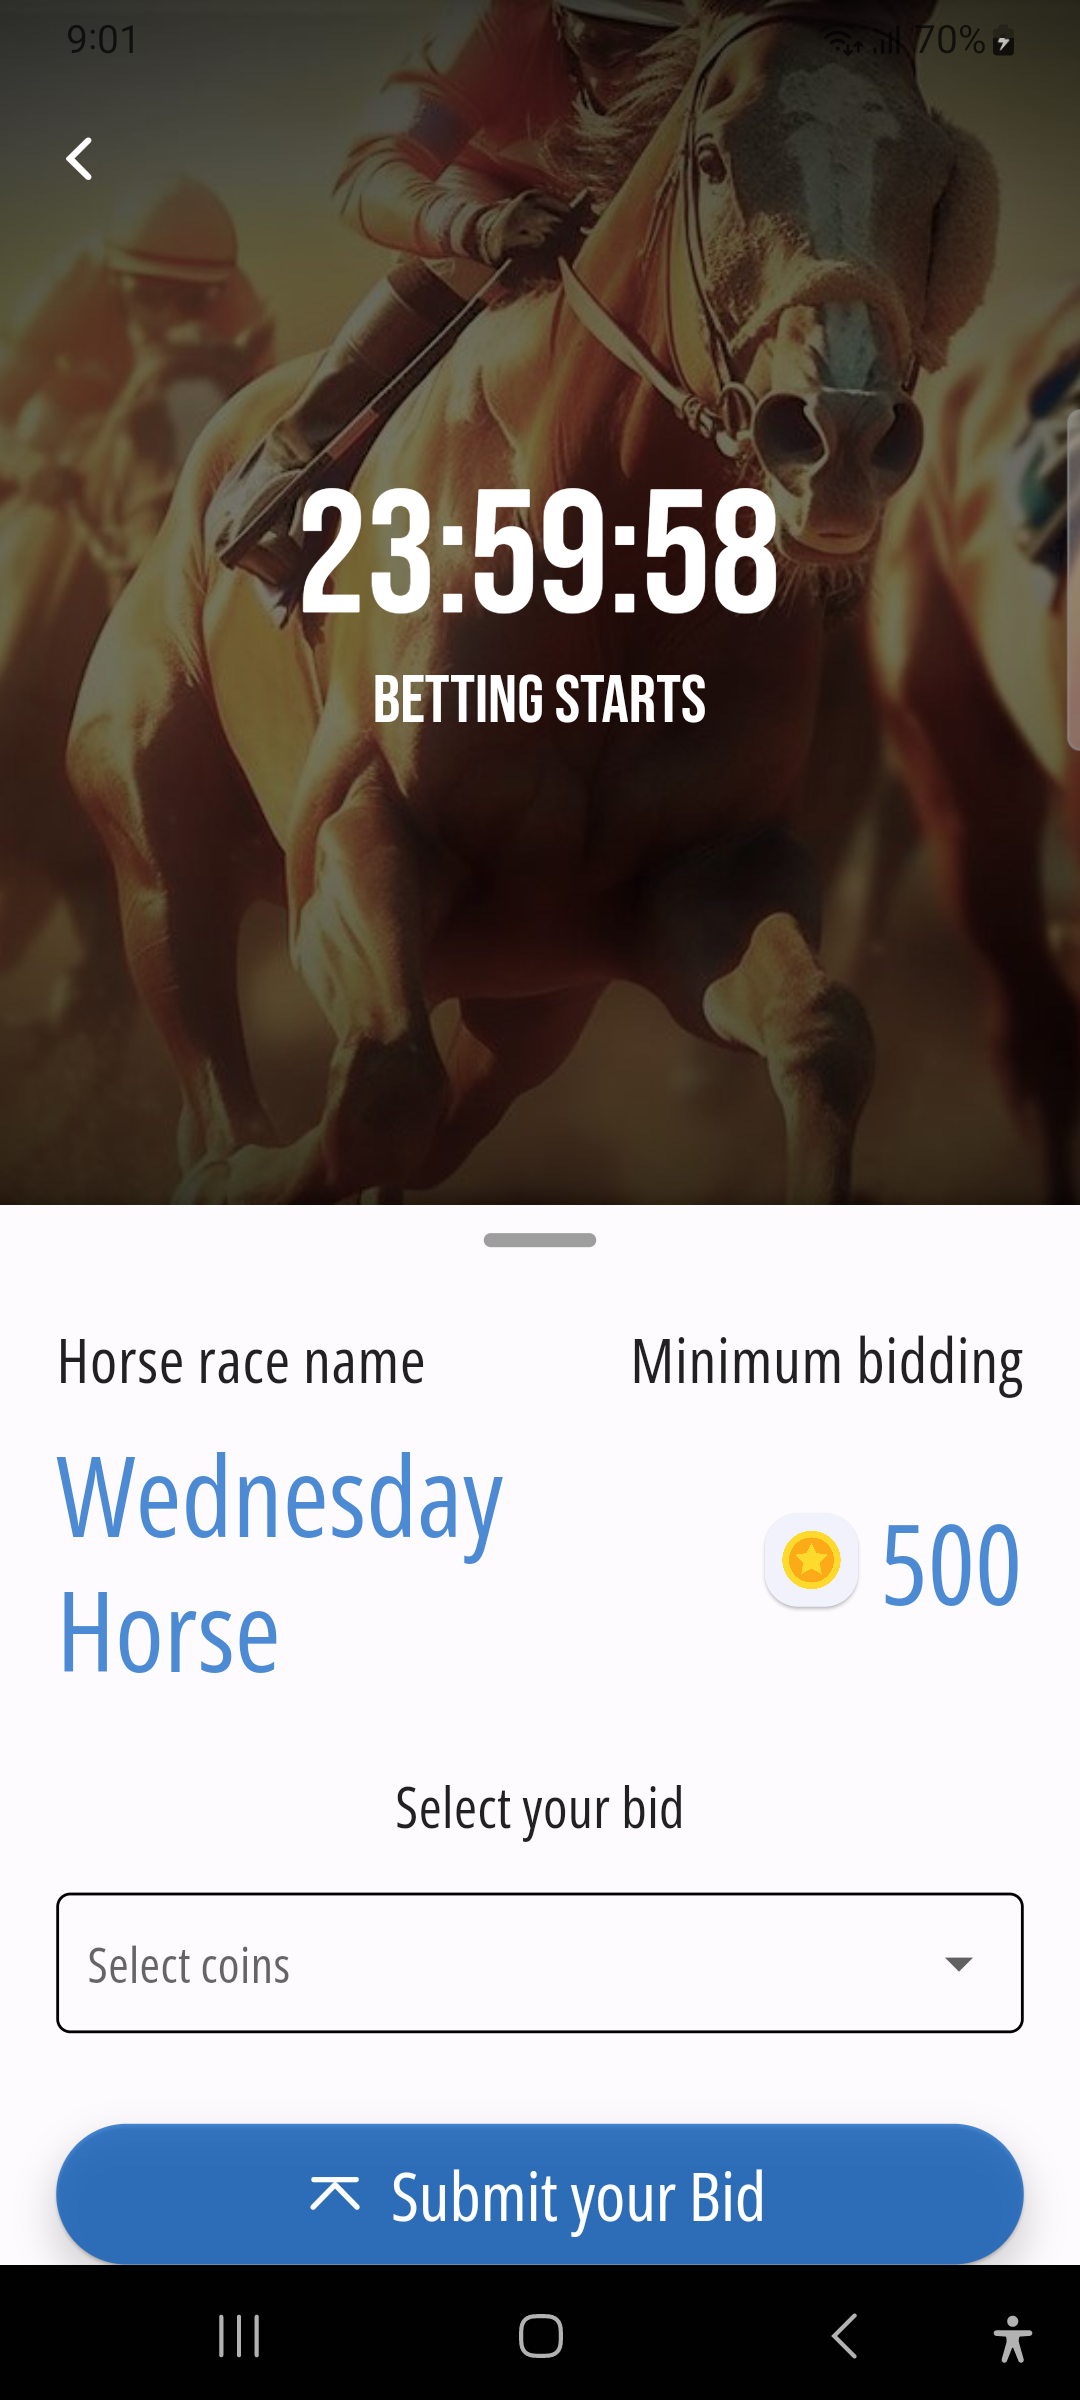 9:01
70%
23:59:58
BETTING STARTS
Horse race name
Minimum bidding
Wednesday
Horse
500
Select your bid
Select coins
Submit your Bid